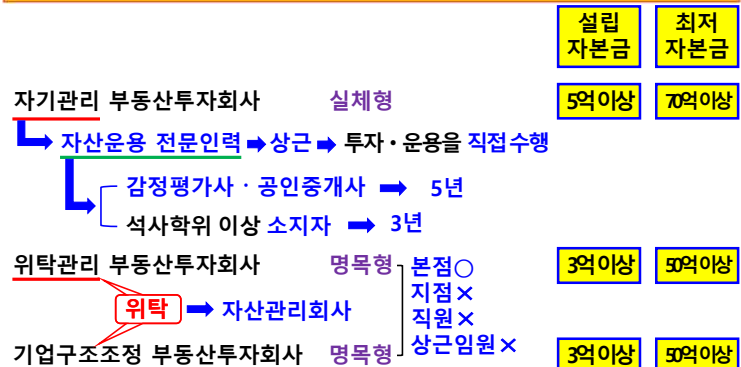 설립
자본금
최저
자본금
자기관리 부동산투자회사 실체형 5억이상 70억이상
자산운용 전문인력 ➡ 상근 ➡ 투자・운용을 직접수행
감정평가사・공인중개사 ➡ 5년
석사학위 이상 소지자 ➡ 3년
위탁관리 부동산투자회사 명목형 본점○ 3억이상 50억이상
지점×
위탁 ➡ 자산관리회사 직원×
상근임원×
기업구조조정 부동산투자회사 명목형 3억이상 50억이상